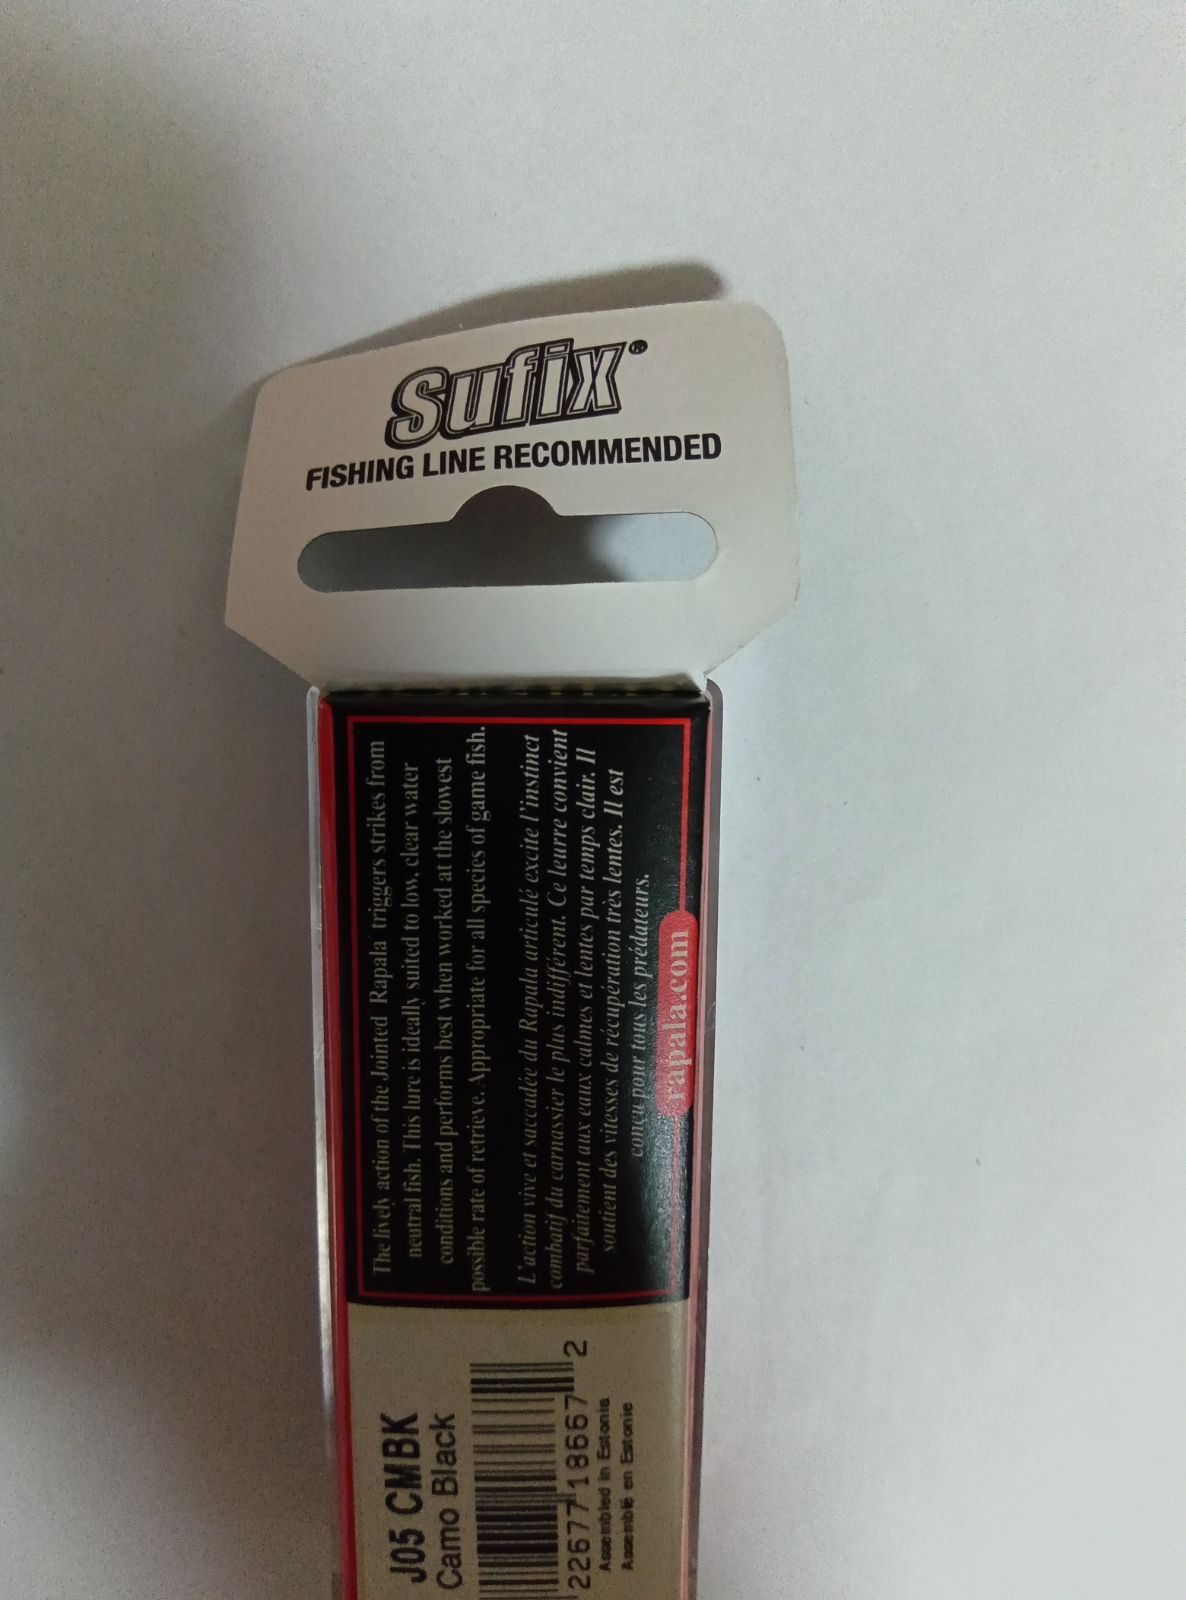 Sufix®
FISHING LINE RECOMMENDED
The lively action of the Jointed Rapala triggers strikes from
neutral fish. This lure is ideally suited to low, clear water
conditions and performs best when worked at the slowest
possible rate of retrieve. Appropriate for all species of game fish.
L'action vive et saccadée du Rapala articulé excite l'instinct
combatif du carnassier le plus indifférent. Ce leurre convient
parfaitement aux eaux calmes et lentes par temps clair. Il
soutient des vitesses de récupération très lentes. Il est
conçu pour tous les prédateurs.
rapala.com
J05 CMBK
Camo Black
22677 18667 2
Assembled in Estonia
Assemblé en Estonie